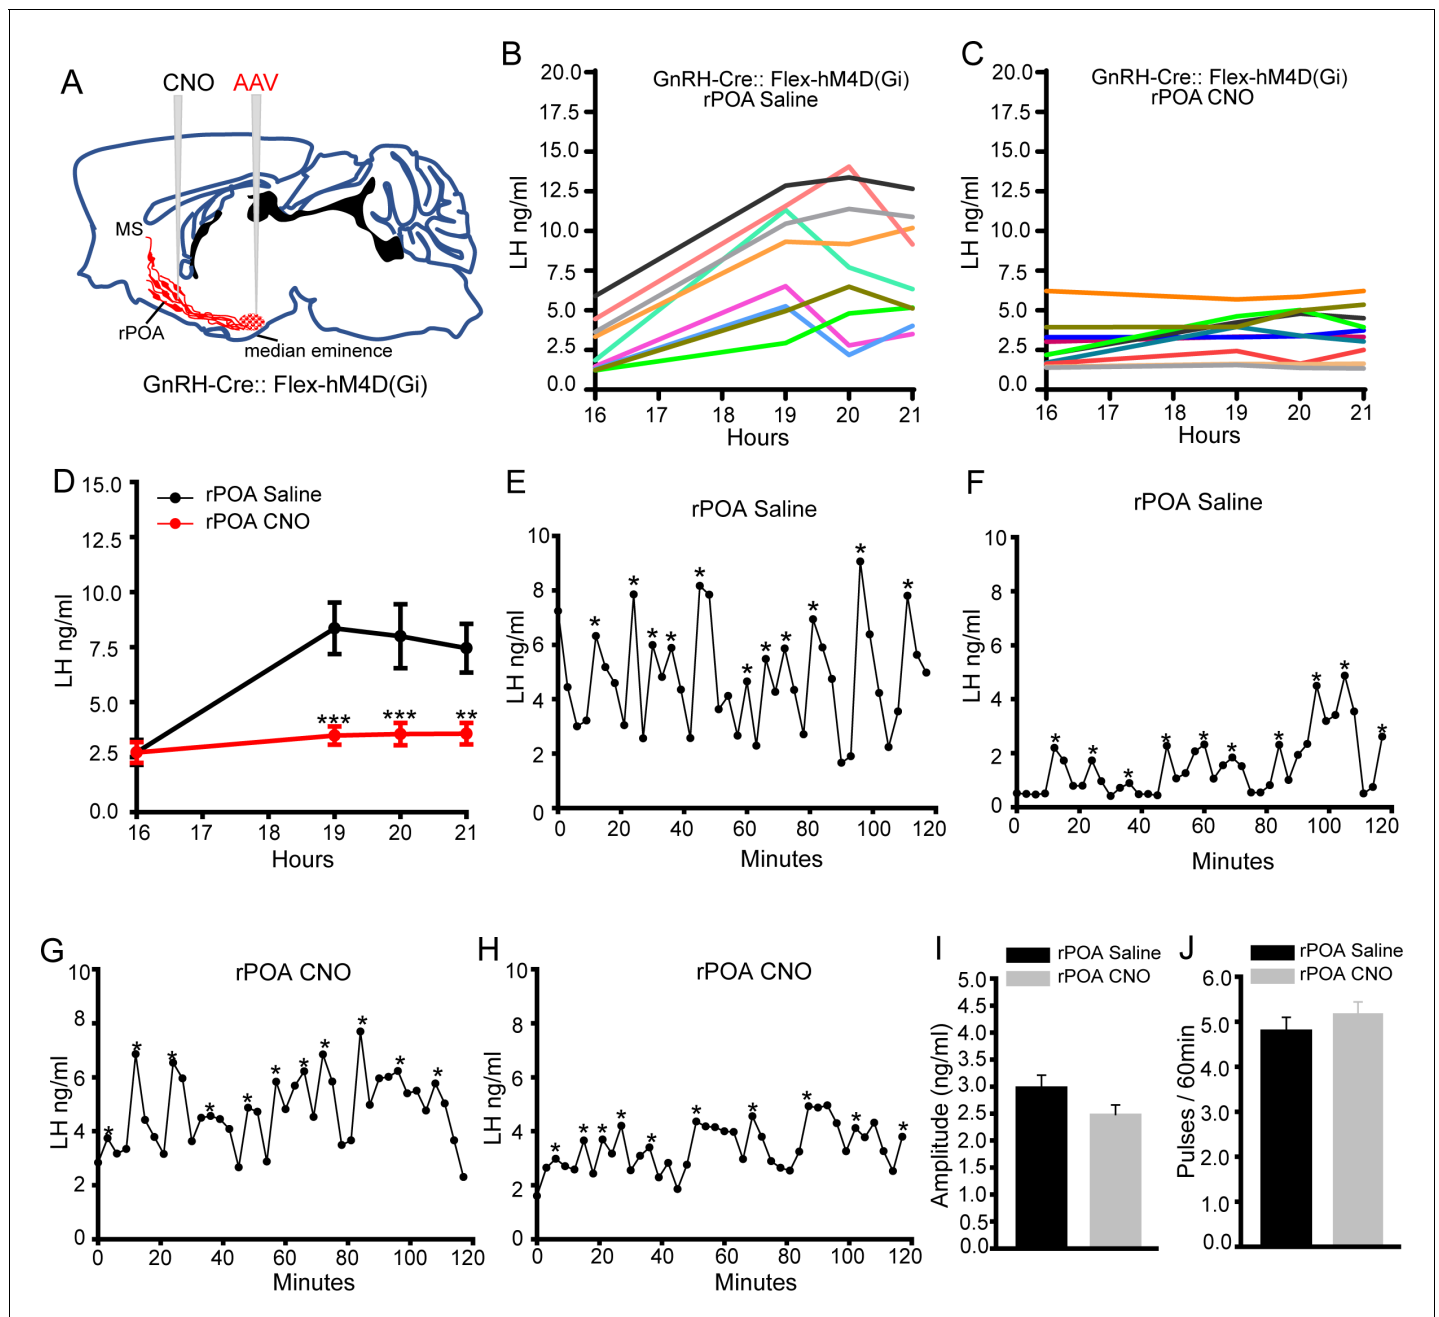 A
CNO
AAV
MS
rPOA
median eminence
GnRH-Cre:: Flex-hM4D(Gi)
B
GnRH-Cre:: Flex-hM4D(Gi)
rPOA Saline
LH ng/ml
20.0
17.5
15.0
12.5
10.0
7.5
5.0
2.5
0.0
16 17 18 19 20 21
Hours
C
GnRH-Cre:: Flex-hM4D(Gi)
rPOA CNO
LH ng/ml
20.0
17.5
15.0
12.5
10.0
7.5
5.0
2.5
0.0
16 17 18 19 20 21
Hours
D
rPOA Saline
rPOA CNO
LH ng/ml
15.0
12.5
10.0
7.5
5.0
2.5
0.0
*** *** **
16 17 18 19 20 21
Hours
E
rPOA Saline
LH ng/ml
10
8
6
4
2
0
* * * * * * * * * * *
0 20 40 60 80 100 120
Minutes
F
rPOA Saline
LH ng/ml
10
8
6
4
2
0
* * * * * * * * * *
0 20 40 60 80 100 120
Minutes
G
rPOA CNO
LH ng/ml
10
8
6
4
2
0
* * * * * * * * * *
0 20 40 60 80 100 120
Minutes
H
rPOA CNO
LH ng/ml
10
8
6
4
2
0
* * * * * * * * * *
0 20 40 60 80 100 120
Minutes
I
rPOA Saline
rPOA CNO
Amplitude (ng/ml)
5.0
4.5
4.0
3.5
3.0
2.5
2.0
1.5
1.0
0.5
0.0
J
rPOA Saline
rPOA CNO
Pulses / 60min
6.0
5.0
4.0
3.0
2.0
1.0
0.0